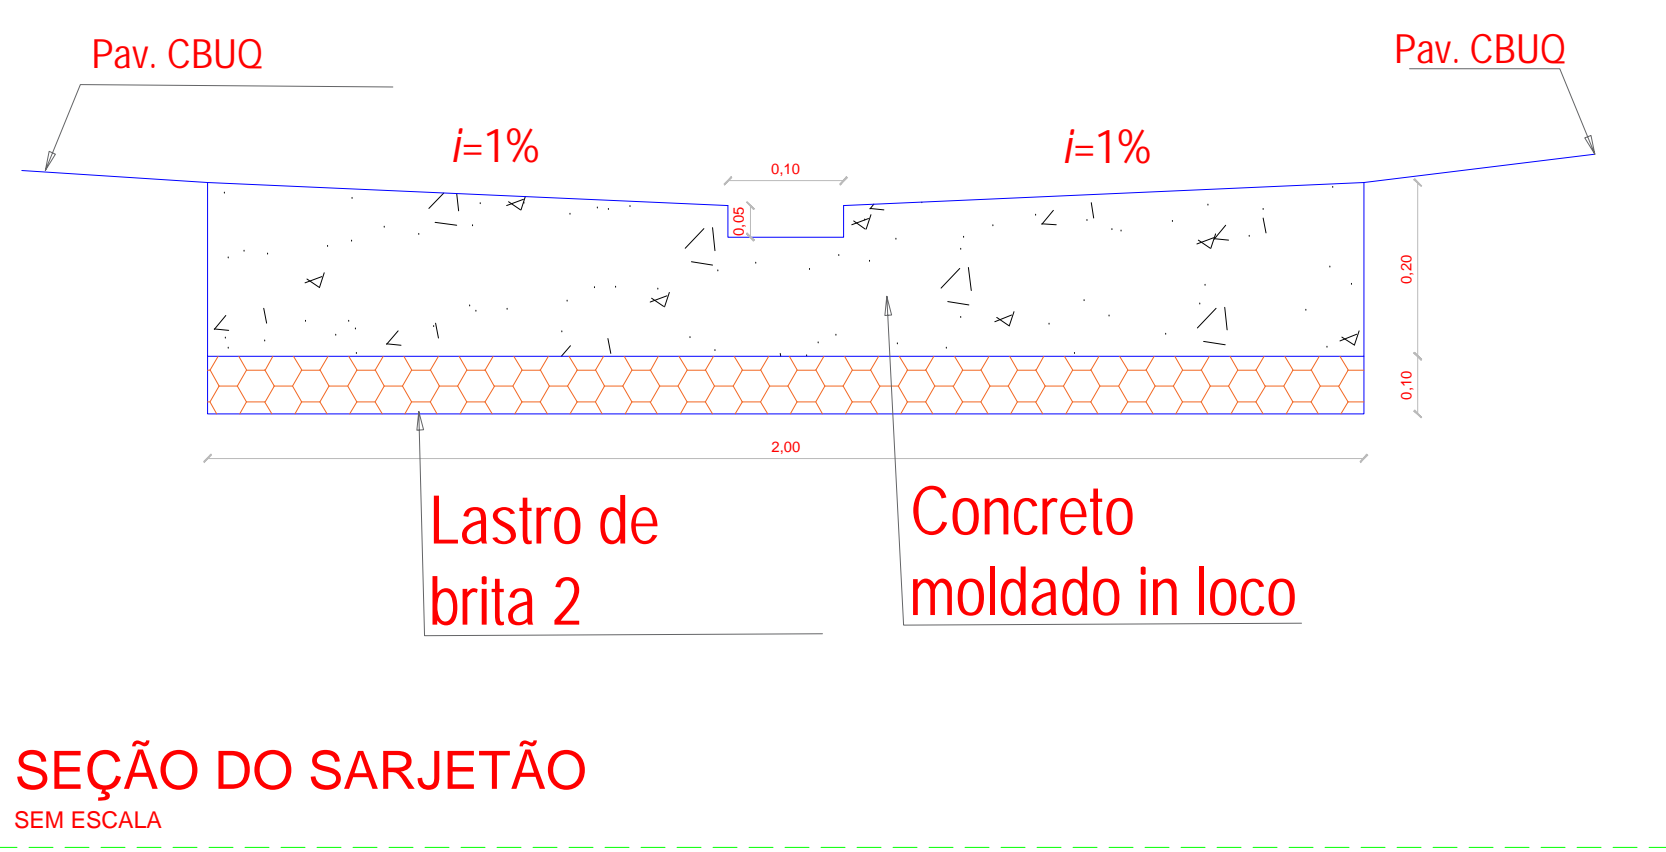 Pav. CBUQ
Pav. CBUQ
i=1%
i=1%
0,10
0,05
0,20
0,10
2,00
Lastro de
brita 2
Concreto
moldado in loco
SEÇÃO DO SARJETÃO
SEM ESCALA